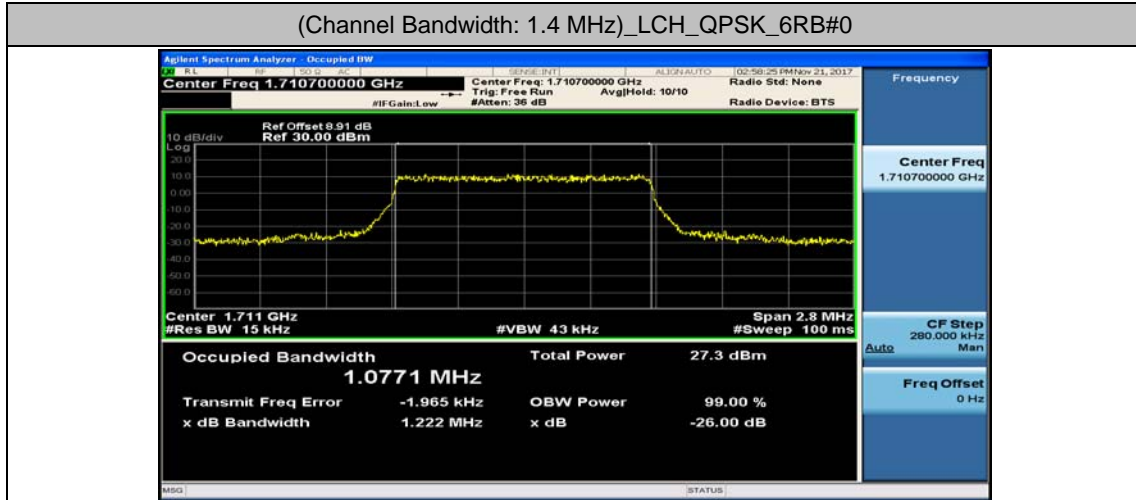 (Channel Bandwidth: 1.4 MHz)_LCH_QPSK_6RB#0
Agilent Spectrum Analyzer - Occupied BW
RL RF 50 Ω AC SENSE:INT ALIGN AUTO 02:58:25 PM Nov 21, 2017
Center Freq 1.710700000 GHz
Center Freq: 1.710700000 GHz
Radio Std: None
Trig: Free Run Avg|Hold: 10/10
#IFGain:Low #Atten: 36 dB Radio Device: BTS
Ref Offset 8.91 dB
10 dB/div Ref 30.00 dBm
Log
20.0
10.0
0.00
-10.0
-20.0
-30.0
-40.0
-50.0
-60.0
Center 1.711 GHz Span 2.8 MHz
#Res BW 15 kHz #VBW 43 kHz #Sweep 100 ms
Occupied Bandwidth Total Power 27.3 dBm
1.0771 MHz
Transmit Freq Error -1.965 kHz OBW Power 99.00 %
x dB Bandwidth 1.222 MHz x dB -26.00 dB
MSG STATUS
Frequency
Center Freq
1.710700000 GHz
CF Step
280.000 kHz
Auto Man
Freq Offset
0 Hz